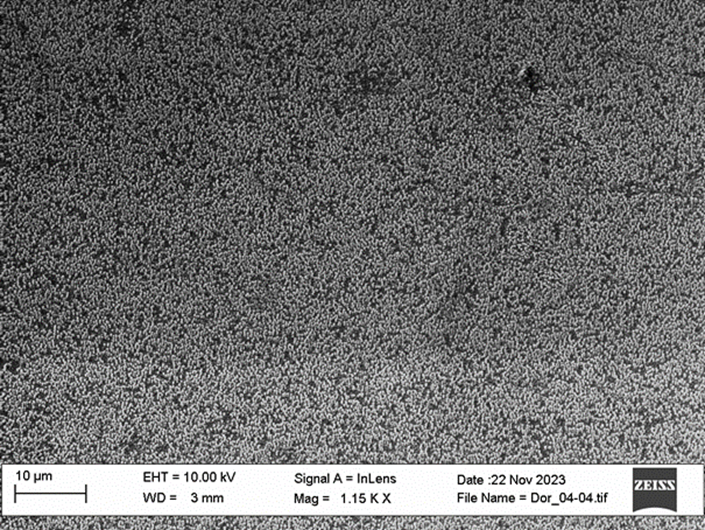 10 µm
EHT = 10.00 kV
WD = 3 mm
Signal A = InLens
Mag = 1.15 K X
Date :22 Nov 2023
File Name = Dor_04-04.tif
ZEISS